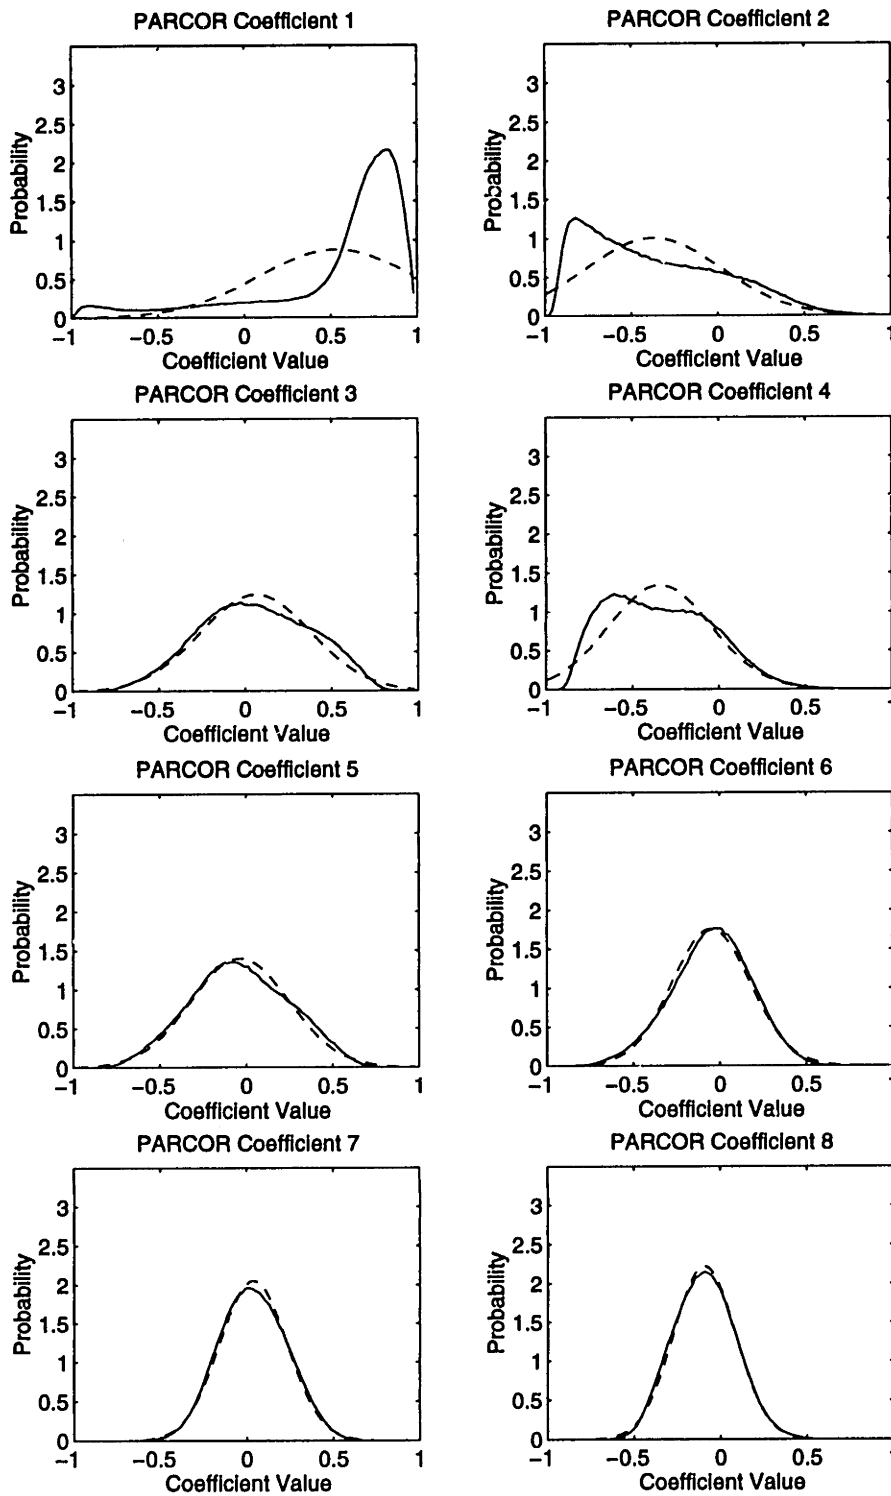 PARCOR Coefficient 1
Probability
3
2.5
2
1.5
1
0.5
0
−1 −0.5 0 0.5 1
Coefficient Value
PARCOR Coefficient 2
Probability
3
2.5
2
1.5
1
0.5
0
−1 −0.5 0 0.5 1
Coefficient Value
PARCOR Coefficient 3
Probability
3
2.5
2
1.5
1
0.5
0
−1 −0.5 0 0.5 1
Coefficient Value
PARCOR Coefficient 4
Probability
3
2.5
2
1.5
1
0.5
0
−1 −0.5 0 0.5 1
Coefficient Value
PARCOR Coefficient 5
Probability
3
2.5
2
1.5
1
0.5
0
−1 −0.5 0 0.5 1
Coefficient Value
PARCOR Coefficient 6
Probability
3
2.5
2
1.5
1
0.5
0
−1 −0.5 0 0.5 1
Coefficient Value
PARCOR Coefficient 7
Probability
3
2.5
2
1.5
1
0.5
0
−1 −0.5 0 0.5 1
Coefficient Value
PARCOR Coefficient 8
Probability
3
2.5
2
1.5
1
0.5
0
−1 −0.5 0 0.5 1
Coefficient Value